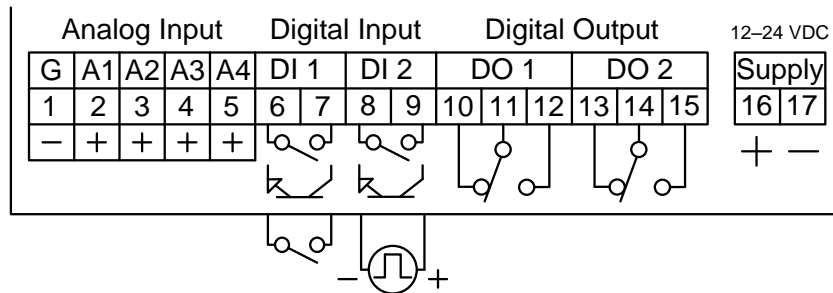 Analog Input Digital Input Digital Output 12–24 VDC
G A1 A2 A3 A4 DI 1 DI 2 DO 1 DO 2 Supply
1 2 3 4 5 6 7 8 9 10 11 12 13 14 15 16 17
− + + + + + −
− +